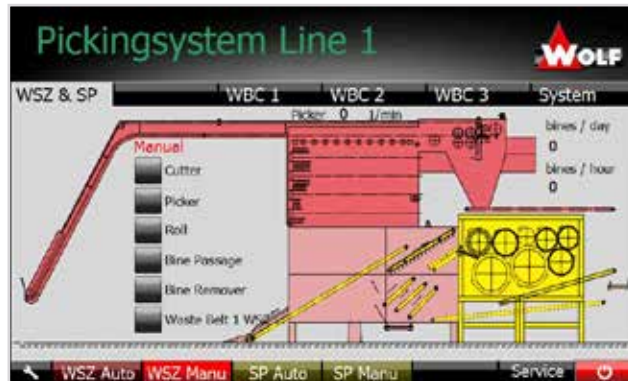 Pickingsystem Line 1
WOLF
WSZ & SP WBC 1 WBC 2 WBC 3 System
Picker 0 1/min
bines / day
0
bines / hour
0
Manual
Cutter
Picker
Roll
Bine Passage
Bine Remover
Waste Belt 1 WSZ
WSZ Auto WSZ Manu SP Auto SP Manu Service